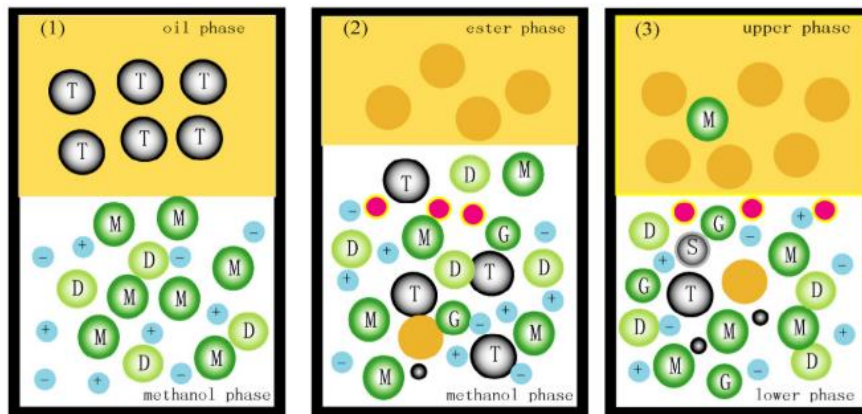 (1) oil phase
T T T
T T T
M M
+ −
− D − M
D M M
+
+ M + D
D M
− + −
methanol phase
(2) ester phase
T D M
−
M G −
D +
D T D
+ + T
+
M G − M
+ T
M −
methanol phase
(3) upper phase
M
D G +
S M
+ −
G T D
D − M M
+ M − D
G
lower phase